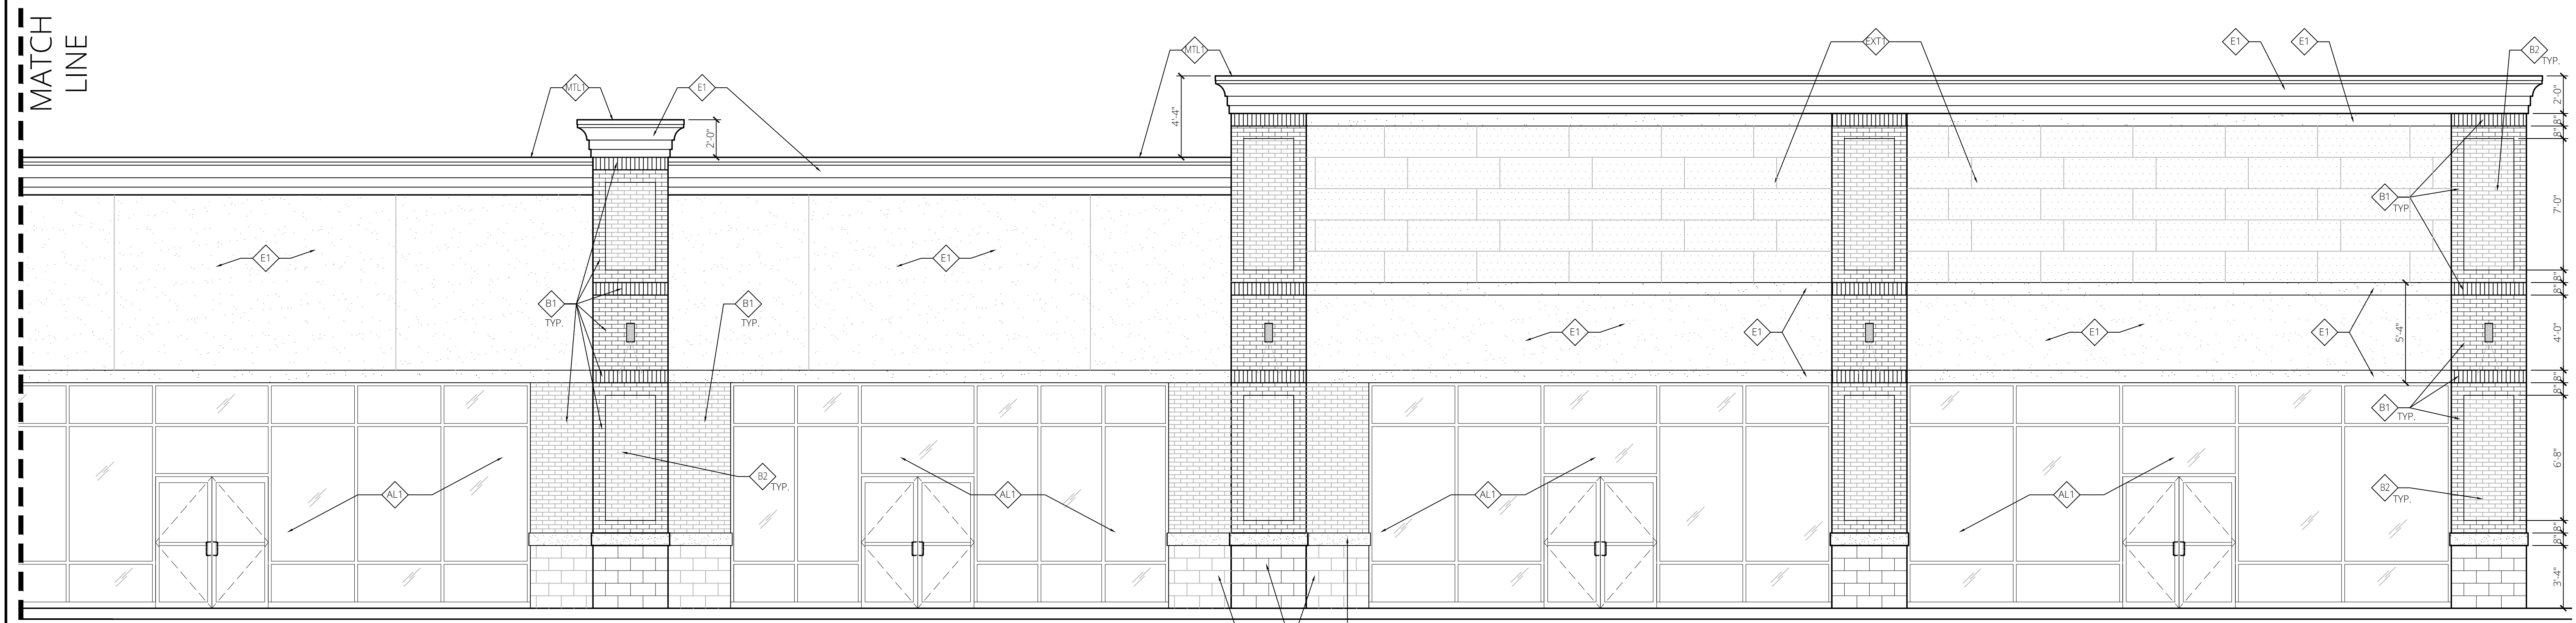 MATCH
LINE
MTL1
E1
MTL1
EXT1
E1
E1
B2
TYP.
2'-0"
4'-4"
2'-0"
8"
8"
7'-0"
8"
8"
4'-0"
8"
8"
6'-8"
8"
8"
3'-4"
5'-4"
E1
E1
B1
TYP.
B1
TYP.
B1
TYP.
E1
E1
E1
E1
B1
TYP.
B2
TYP.
B2
TYP.
AL1
AL1
AL1
AL1